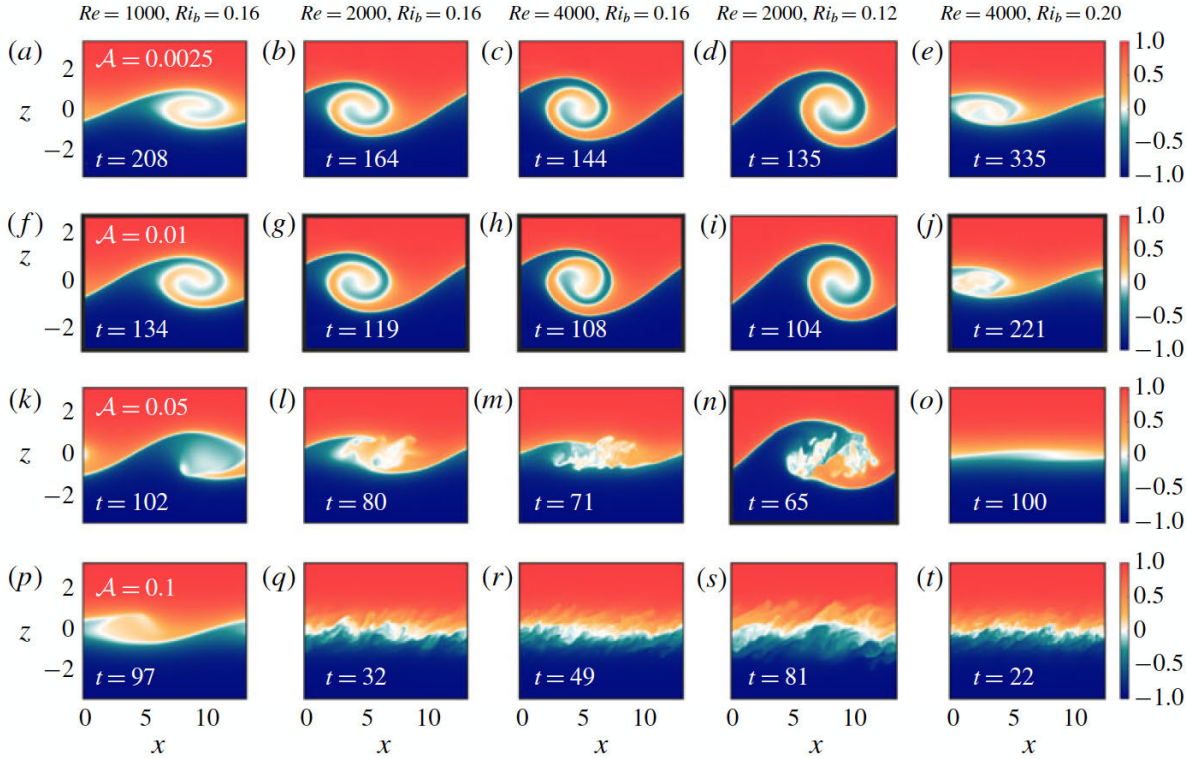 Re = 1000, Ri_b = 0.16 Re = 2000, Ri_b = 0.16 Re = 4000, Ri_b = 0.16 Re = 2000, Ri_b = 0.12 Re = 4000, Ri_b = 0.20
(a) (b) (c) (d) (e)
A = 0.0025
t = 208 t = 164 t = 144 t = 135 t = 335
z
2
0
−2
1.0
0.5
0
−0.5
−1.0
(f) (g) (h) (i) (j)
A = 0.01
t = 134 t = 119 t = 108 t = 104 t = 221
z
2
0
−2
1.0
0.5
0
−0.5
−1.0
(k) (l) (m) (n) (o)
A = 0.05
t = 102 t = 80 t = 71 t = 65 t = 100
z
2
0
−2
1.0
0.5
0
−0.5
−1.0
(p) (q) (r) (s) (t)
A = 0.1
t = 97 t = 32 t = 49 t = 81 t = 22
z
2
0
−2
1.0
0.5
0
−0.5
−1.0
0 5 10 0 5 10 0 5 10 0 5 10 0 5 10
x x x x x